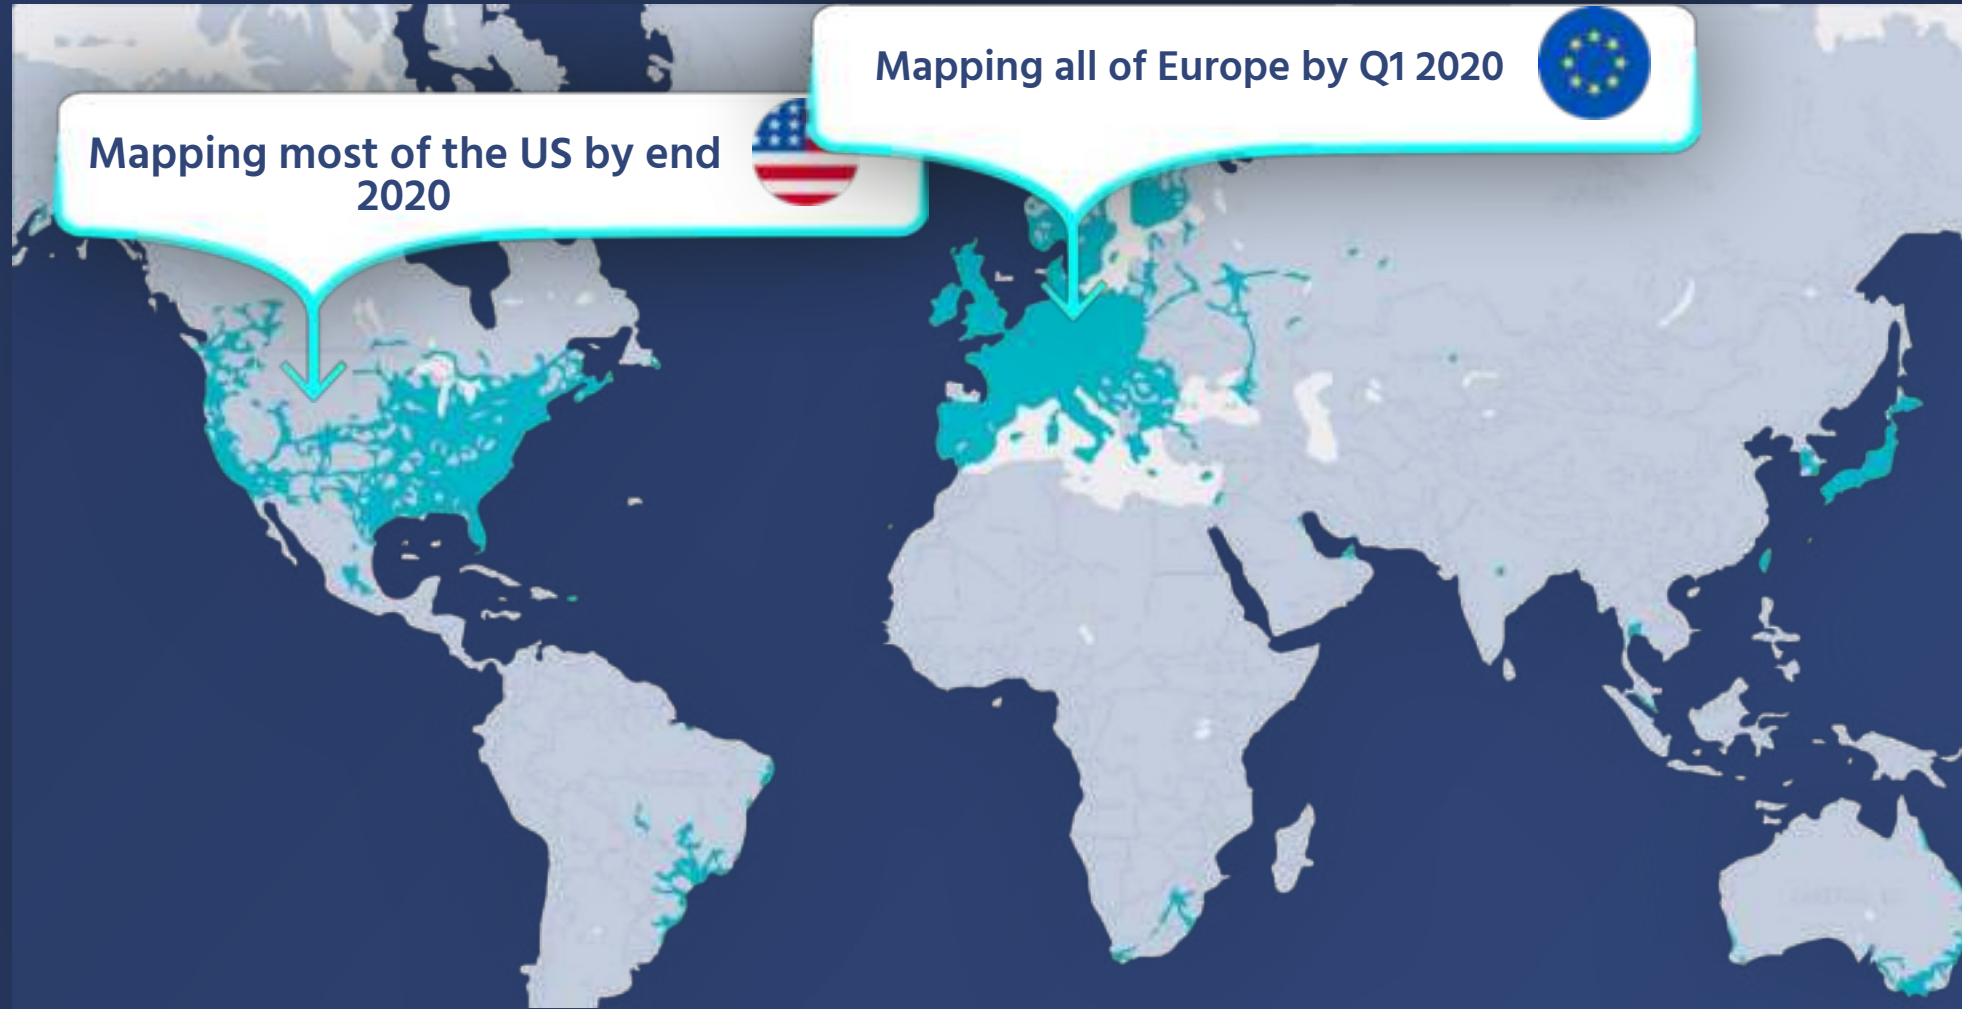 Mapping all of Europe by Q1 2020
Mapping most of the US by end
2020